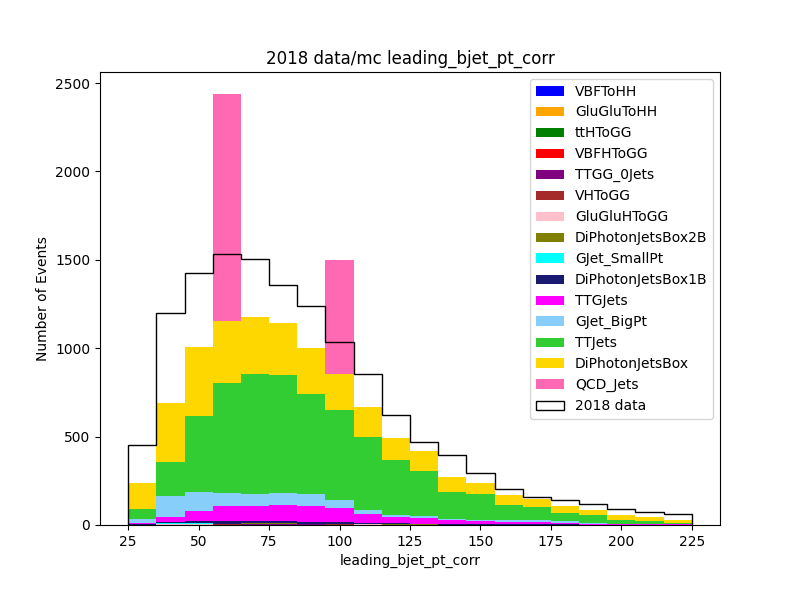 2018 data/mc leading_bjet_pt_corr
Number of Events
2500
2000
1500
1000
500
0
25
50
75
100
125
150
175
200
225
leading_bjet_pt_corr
VBFToHH
GluGluToHH
ttHToGG
VBFHToGG
TTGG_0Jets
VHToGG
GluGluHToGG
DiPhotonJetsBox2B
GJet_SmallPt
DiPhotonJetsBox1B
TTGJets
GJet_BigPt
TTJets
DiPhotonJetsBox
QCD_Jets
2018 data